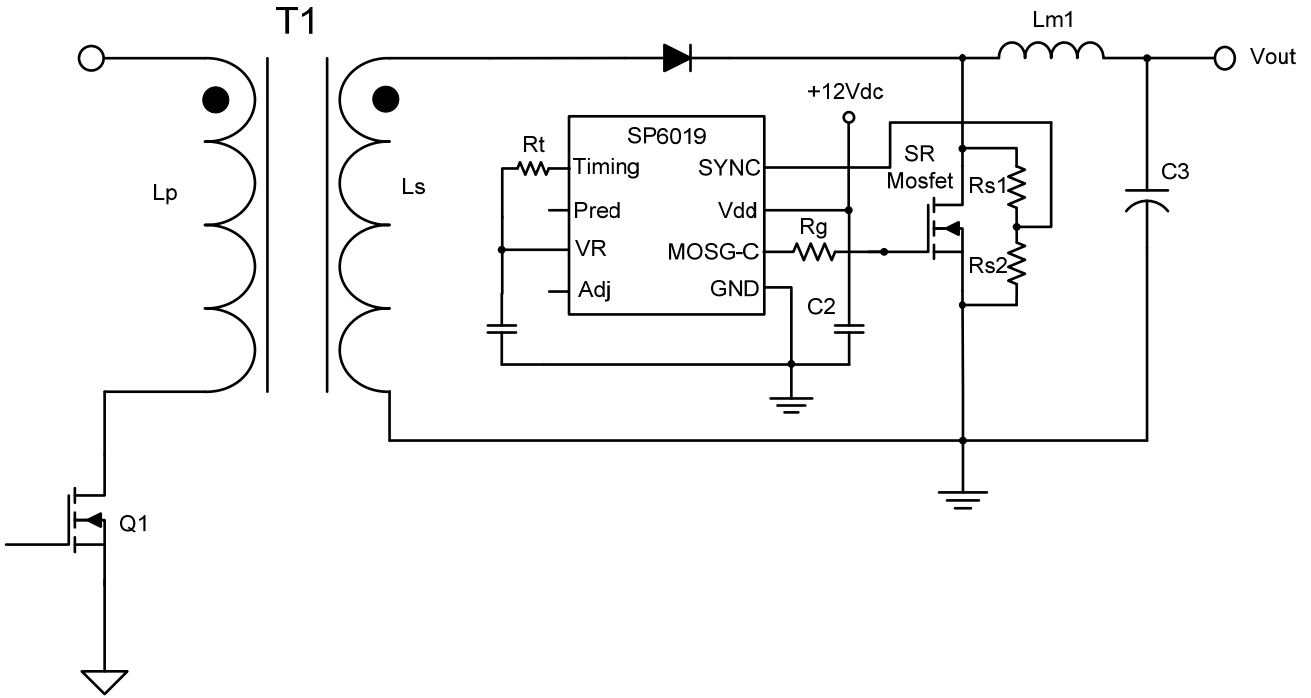 T1
Lm1
Vout
+12Vdc
SP6019
Rt
Timing
SYNC
SR
Mosfet
Rs1
C3
Lp
Ls
Pred
Vdd
Rg
VR
MOSG-C
Rs2
Adj
GND
C2
Q1